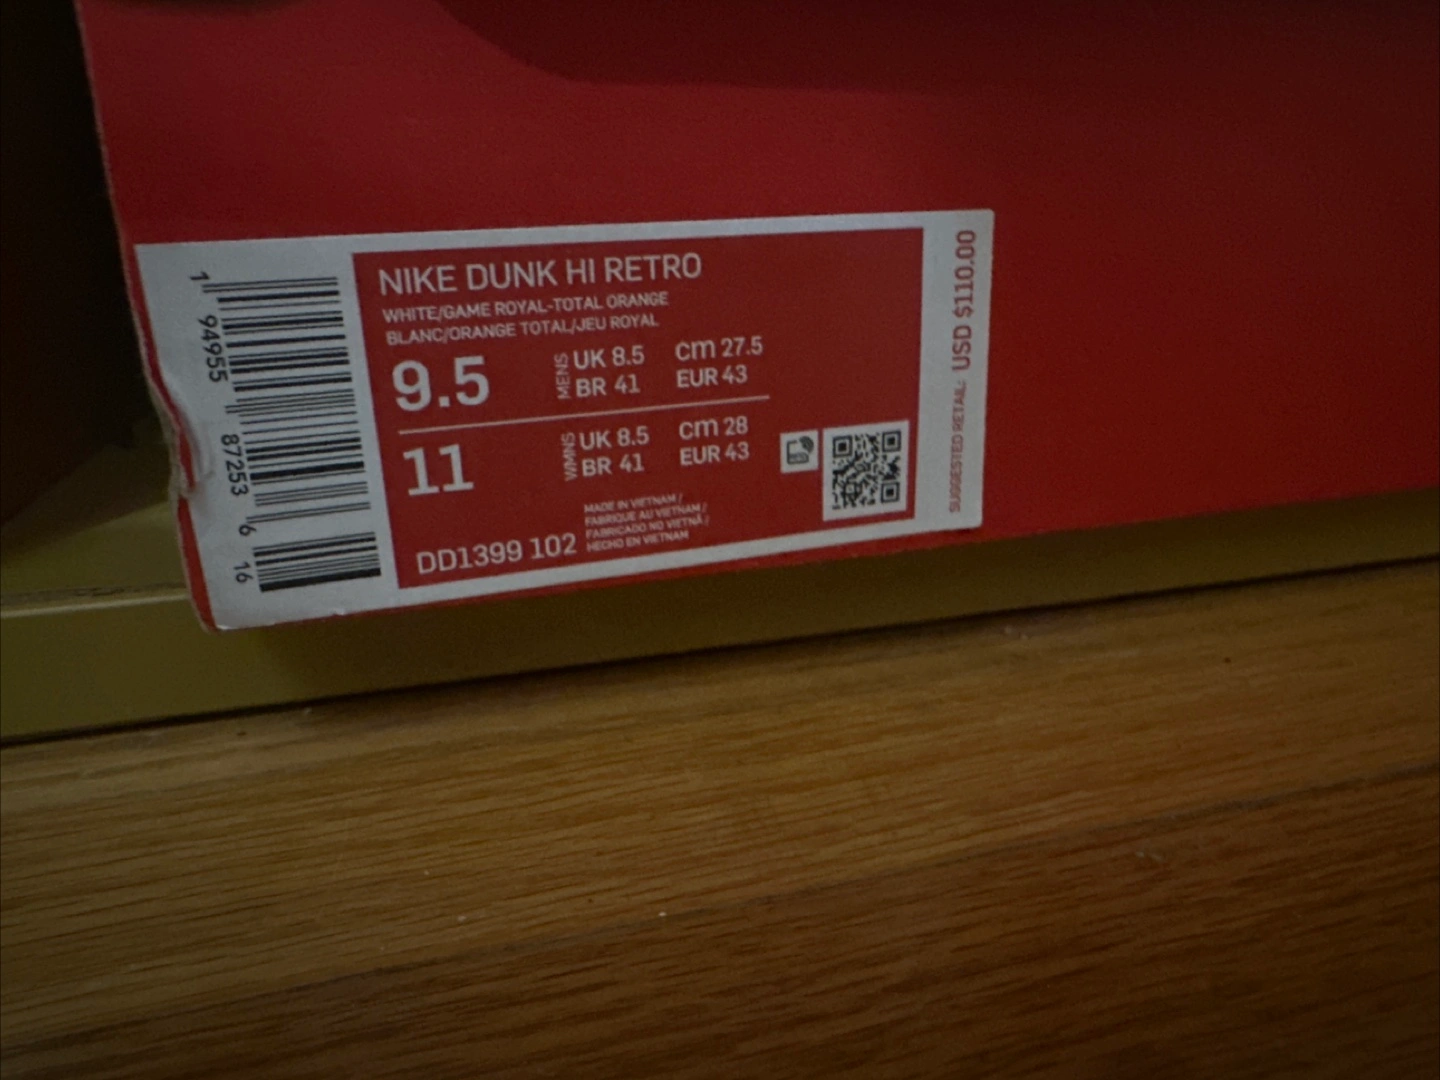 1 94955 87253 6 16
NIKE DUNK HI RETRO
WHITE/GAME ROYAL-TOTAL ORANGE
BLANC/ORANGE TOTAL/JEU ROYAL
9.5 MENS UK 8.5 cm 27.5
BR 41 EUR 43
11 WMNS UK 8.5 cm 28
BR 41 EUR 43
DD1399 102
MADE IN VIETNAM /
FABRIQUE AU VIETNAM /
FABRICADO NO VIETNÃ /
HECHO EN VIETNAM
SUGGESTED RETAIL: USD $110.00